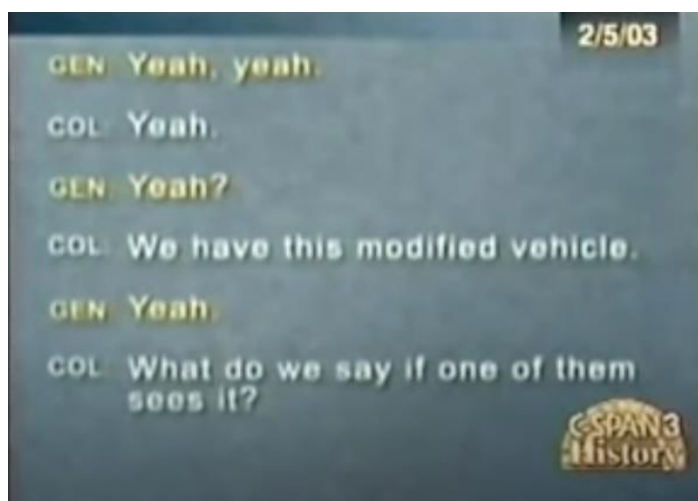 2/5/03
GEN: Yeah, yeah.
COL: Yeah.
GEN: Yeah?
COL: We have this modified vehicle.
GEN: Yeah.
COL: What do we say if one of them
sees it?
C-SPAN3
History